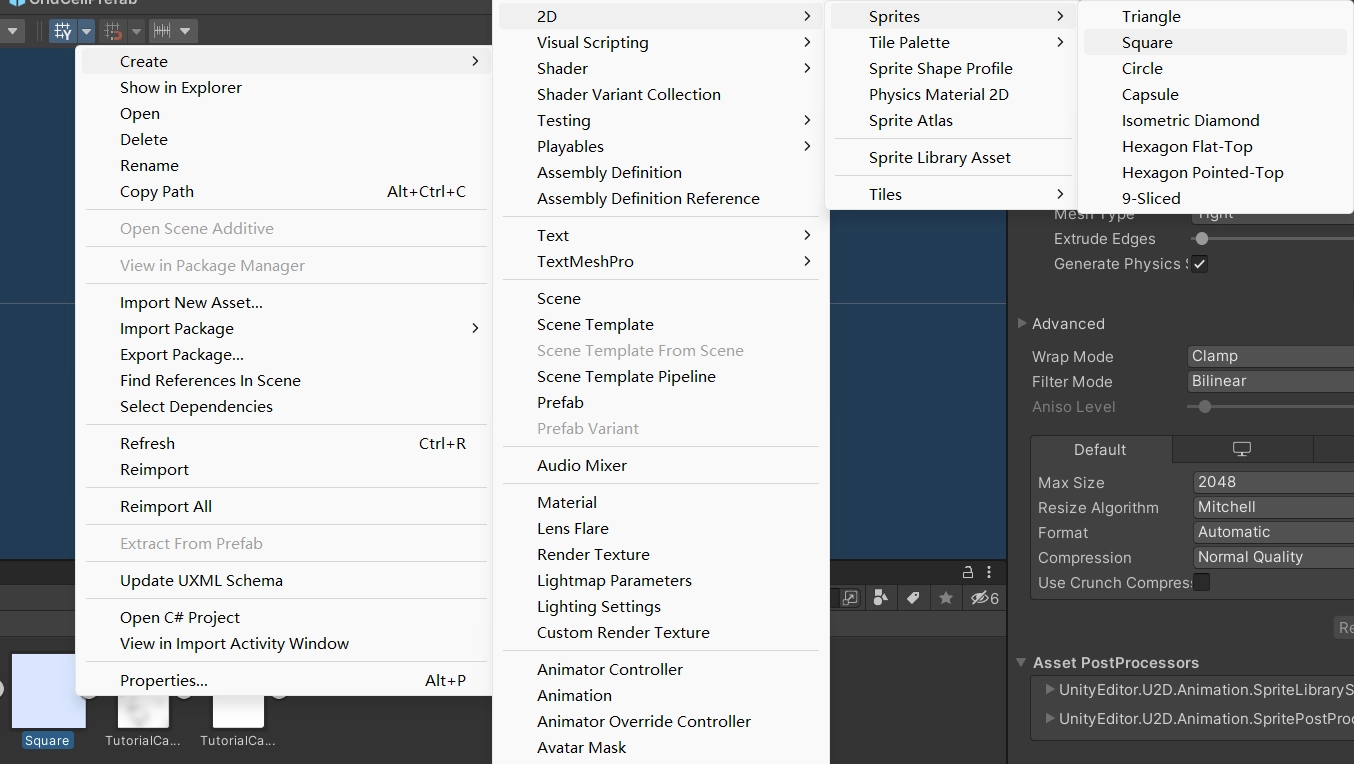 GridCellPrefab
Create
Show in Explorer
Open
Delete
Rename
Copy Path Alt+Ctrl+C
Open Scene Additive
View in Package Manager
Import New Asset...
Import Package
Export Package...
Find References In Scene
Select Dependencies
Refresh Ctrl+R
Reimport
Reimport All
Extract From Prefab
Update UXML Schema
Open C# Project
View in Import Activity Window
Properties... Alt+P
2D
Visual Scripting
Shader
Shader Variant Collection
Testing
Playables
Assembly Definition
Assembly Definition Reference
Text
TextMeshPro
Scene
Scene Template
Scene Template From Scene
Scene Template Pipeline
Prefab
Prefab Variant
Audio Mixer
Material
Lens Flare
Render Texture
Lightmap Parameters
Lighting Settings
Custom Render Texture
Animator Controller
Animation
Animator Override Controller
Avatar Mask
Sprites
Tile Palette
Sprite Shape Profile
Physics Material 2D
Sprite Atlas
Sprite Library Asset
Tiles
Triangle
Square
Circle
Capsule
Isometric Diamond
Hexagon Flat-Top
Hexagon Pointed-Top
9-Sliced
Mesh Type Tight
Extrude Edges
Generate Physics S
Advanced
Wrap Mode Clamp
Filter Mode Bilinear
Aniso Level
Default
Max Size 2048
Resize Algorithm Mitchell
Format Automatic
Compression Normal Quality
Use Crunch Compress
Re
Asset PostProcessors
UnityEditor.U2D.Animation.SpriteLibraryS
UnityEditor.U2D.Animation.SpritePostProc
6
Square
TutorialCa...
TutorialCa...